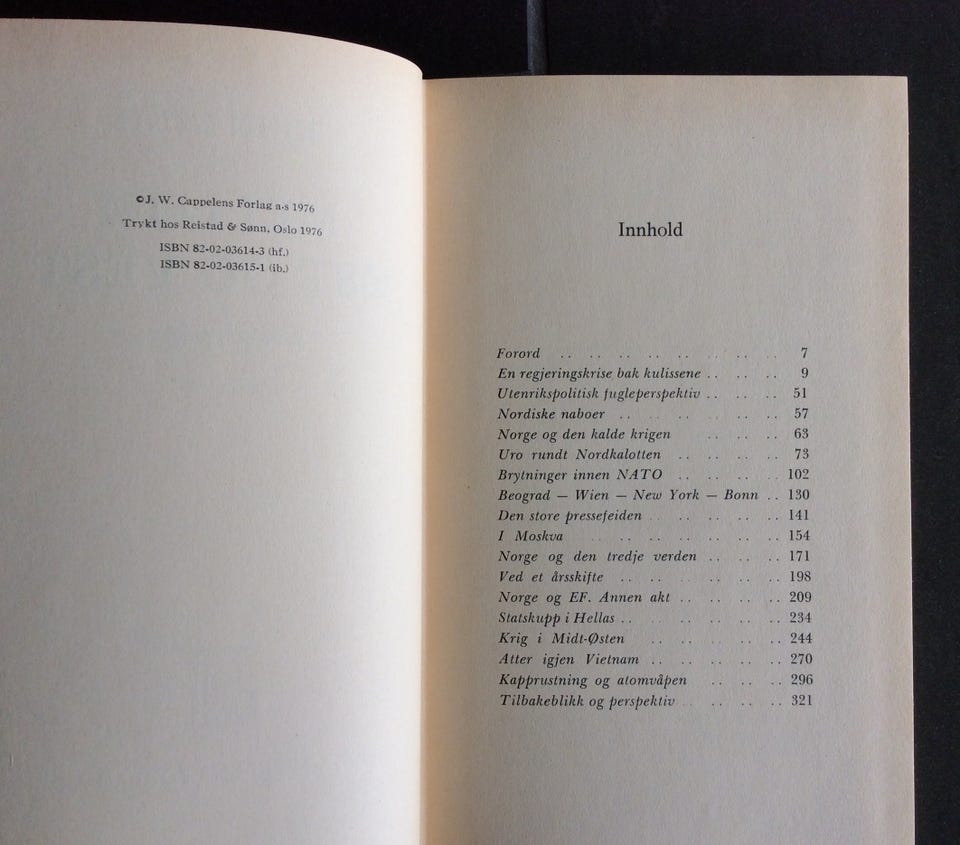 ©J. W. Cappelens Forlag a·s 1976
Trykt hos Reistad & Sønn, Oslo 1976
ISBN 82-02-03614-3 (hf.)
ISBN 82-02-03615-1 (ib.)
Innhold
Forord .. .. .. .. .. .. .. .. 7
En regjeringskrise bak kulissene .. .. .. 9
Utenrikspolitisk fugleperspektiv .. .. .. 51
Nordiske naboer .. .. .. .. .. .. 57
Norge og den kalde krigen .. .. .. 63
Uro rundt Nordkalotten .. .. .. .. 73
Brytninger innen NATO .. .. .. .. 102
Beograd — Wien — New York — Bonn .. 130
Den store pressefeiden .. .. .. .. .. 141
I Moskva .. .. .. .. .. .. .. 154
Norge og den tredje verden .. .. .. 171
Ved et årsskifte .. .. .. .. .. .. 198
Norge og EF. Annen akt .. .. .. .. 209
Statskupp i Hellas .. .. .. .. .. .. 234
Krig i Midt-Østen .. .. .. .. .. 244
Atter igjen Vietnam .. .. .. .. .. 270
Kapprustning og atomvåpen .. .. .. 296
Tilbakeblikk og perspektiv .. .. .. .. 321